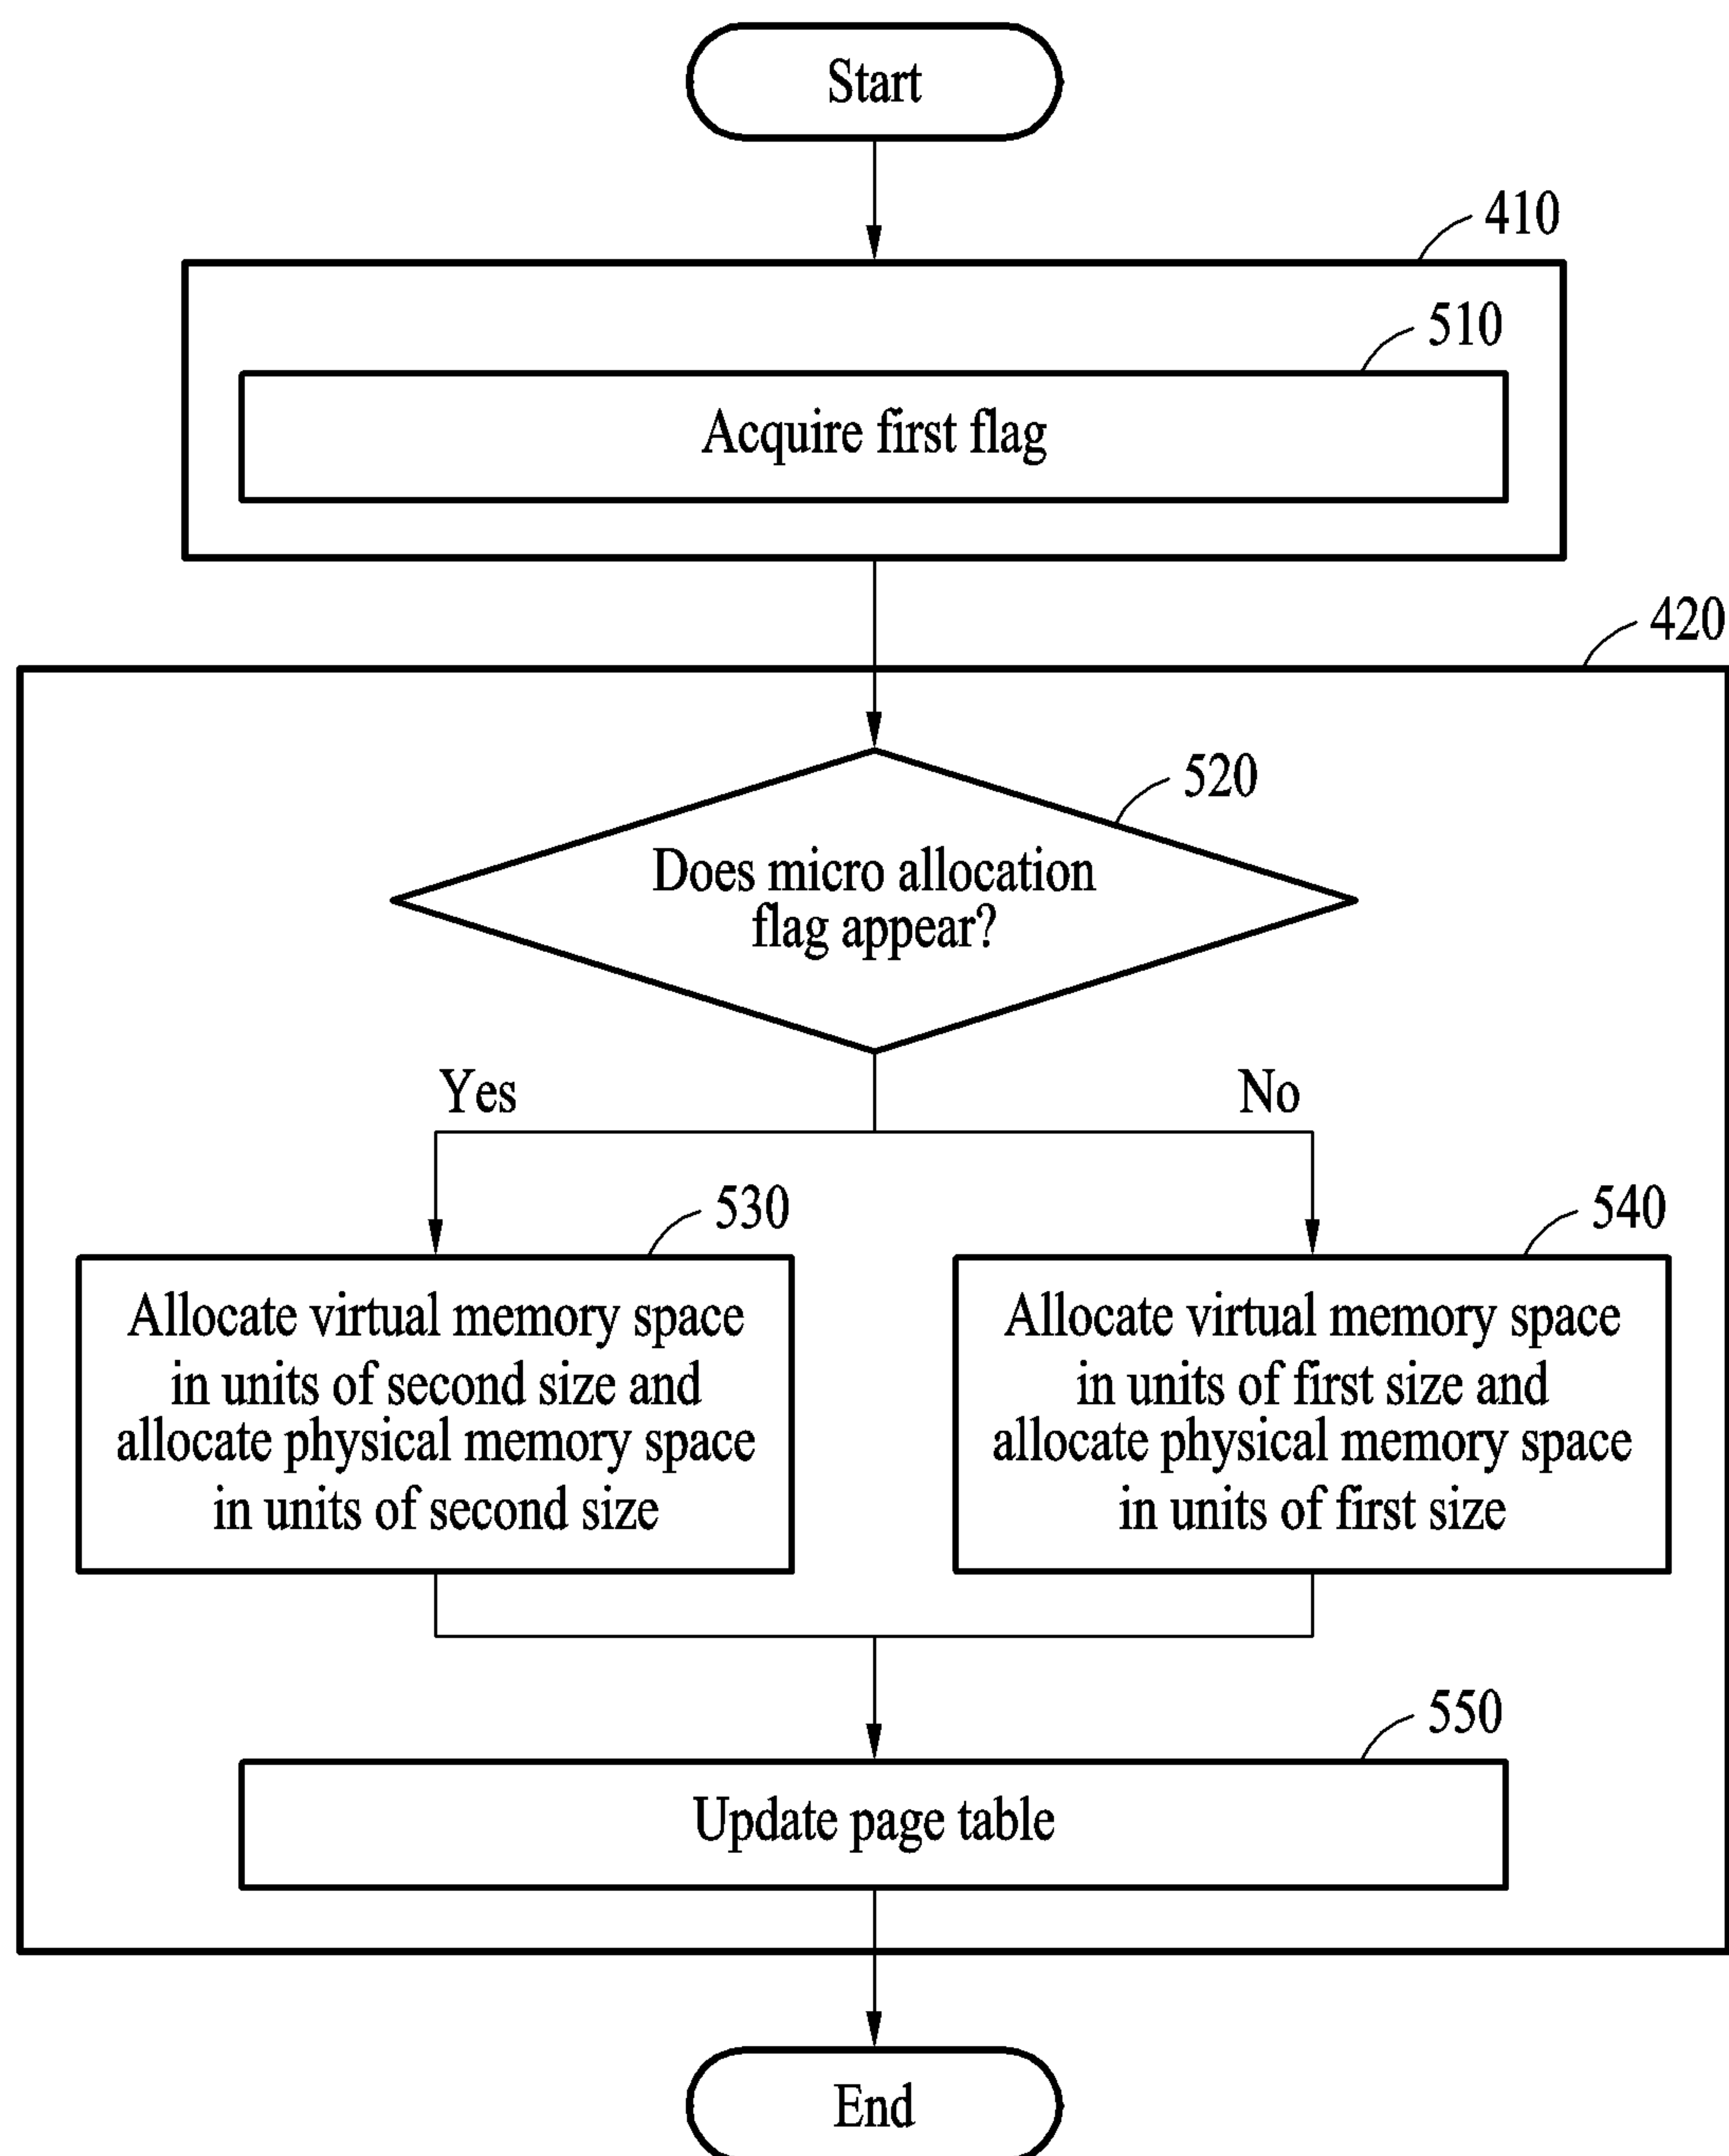 Start
410
510
Acquire first flag
420
520
Does micro allocation
flag appear?
Yes
No
530
540
Allocate virtual memory space
in units of second size and
allocate physical memory space
in units of second size
Allocate virtual memory space
in units of first size and
allocate physical memory space
in units of first size
550
Update page table
End